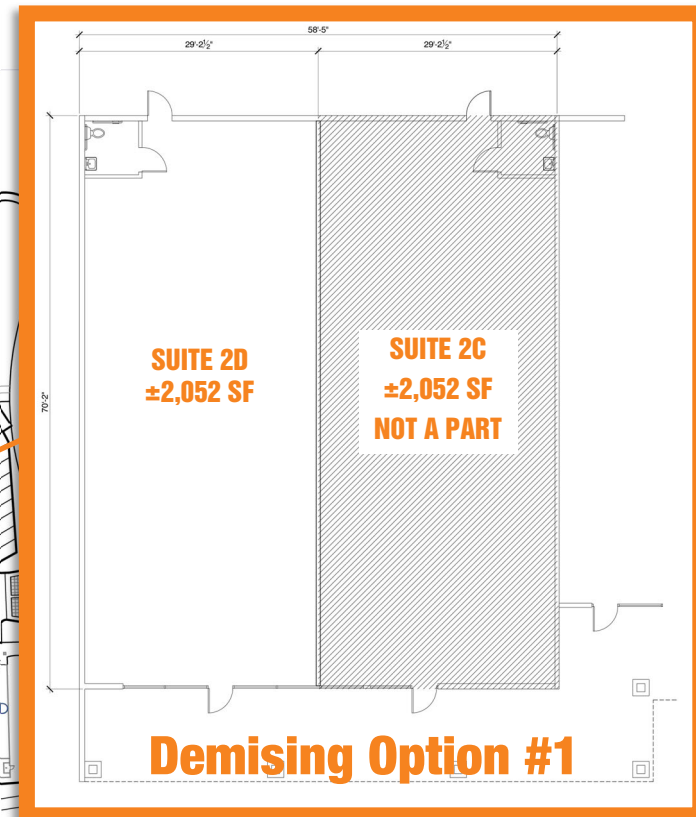 58'-5"
29'-2½"
29'-2½"
70'-2"
SUITE 2D
±2,052 SF
SUITE 2C
±2,052 SF
NOT A PART
D
Demising Option #1